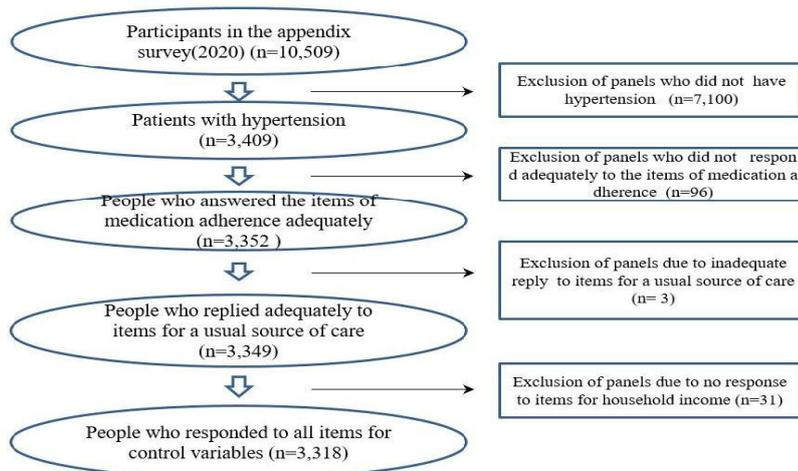 Participants in the appendix
survey(2020) (n=10,509)
Exclusion of panels who did not have
hypertension (n=7,100)
Patients with hypertension
(n=3,409)
Exclusion of panels who did not respon
d adequately to the items of medication a
dherence (n=96)
People who answered the items of
medication adherence adequately
(n=3,352 )
Exclusion of panels due to inadequate
reply to items for a usual source of care
(n= 3)
People who replied adequately to
items for a usual source of care
(n=3,349)
Exclusion of panels due to no response
to items for household income (n=31)
People who responded to all items for
control variables (n=3,318)